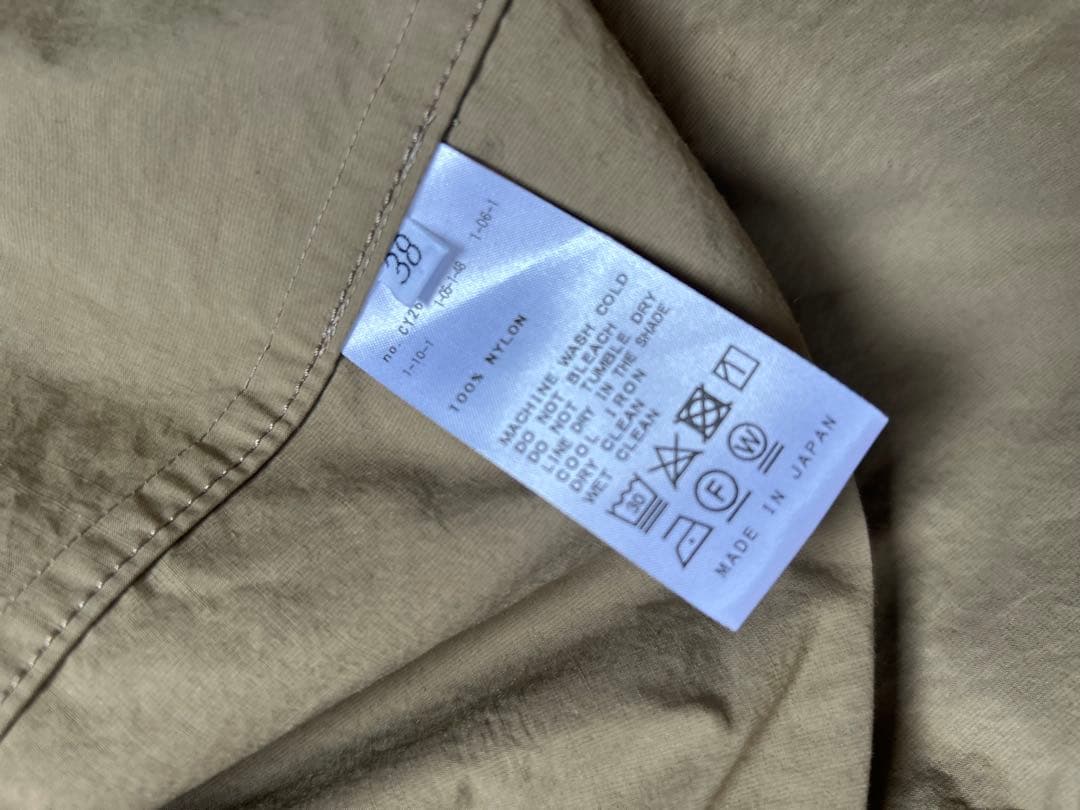 38
no. CY26
1-10-1
1-05-1-48
1-06-1
100% NYLON
MACHINE WASH COLD
DO NOT BLEACH
DO NOT TUMBLE DRY
LINE DRY IN THE SHADE
COOL IRON
DRY CLEAN
WET CLEAN
30
F
W
MADE IN JAPAN